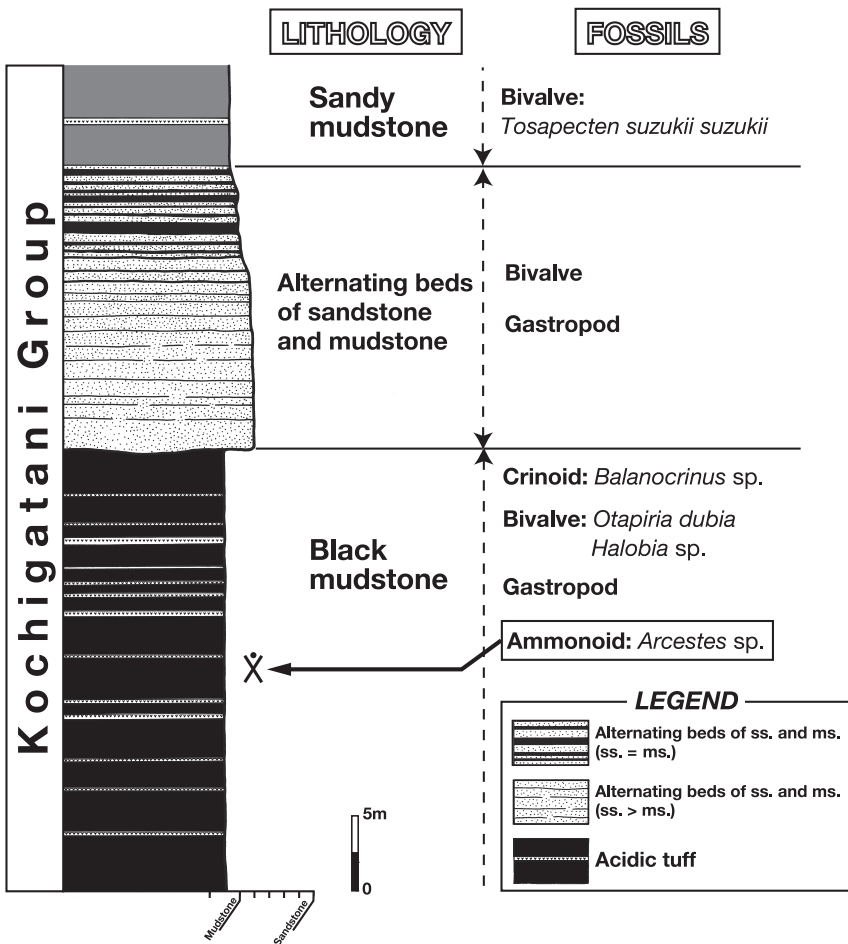 LITHOLOGY
FOSSILS
Kochigatani Group
Sandy
mudstone
Bivalve:
Tosapecten suzukii suzukii
Alternating beds
of sandstone
and mudstone
Bivalve
Gastropod
Black
mudstone
Crinoid: Balanocrinus sp.
Bivalve: Otapiria dubia
Halobia sp.
Gastropod
Ammonoid: Arcestes sp.
LEGEND
Alternating beds of ss. and ms.
(ss. = ms.)
Alternating beds of ss. and ms.
(ss. > ms.)
Acidic tuff
5m
0
Mudstone
Sandstone